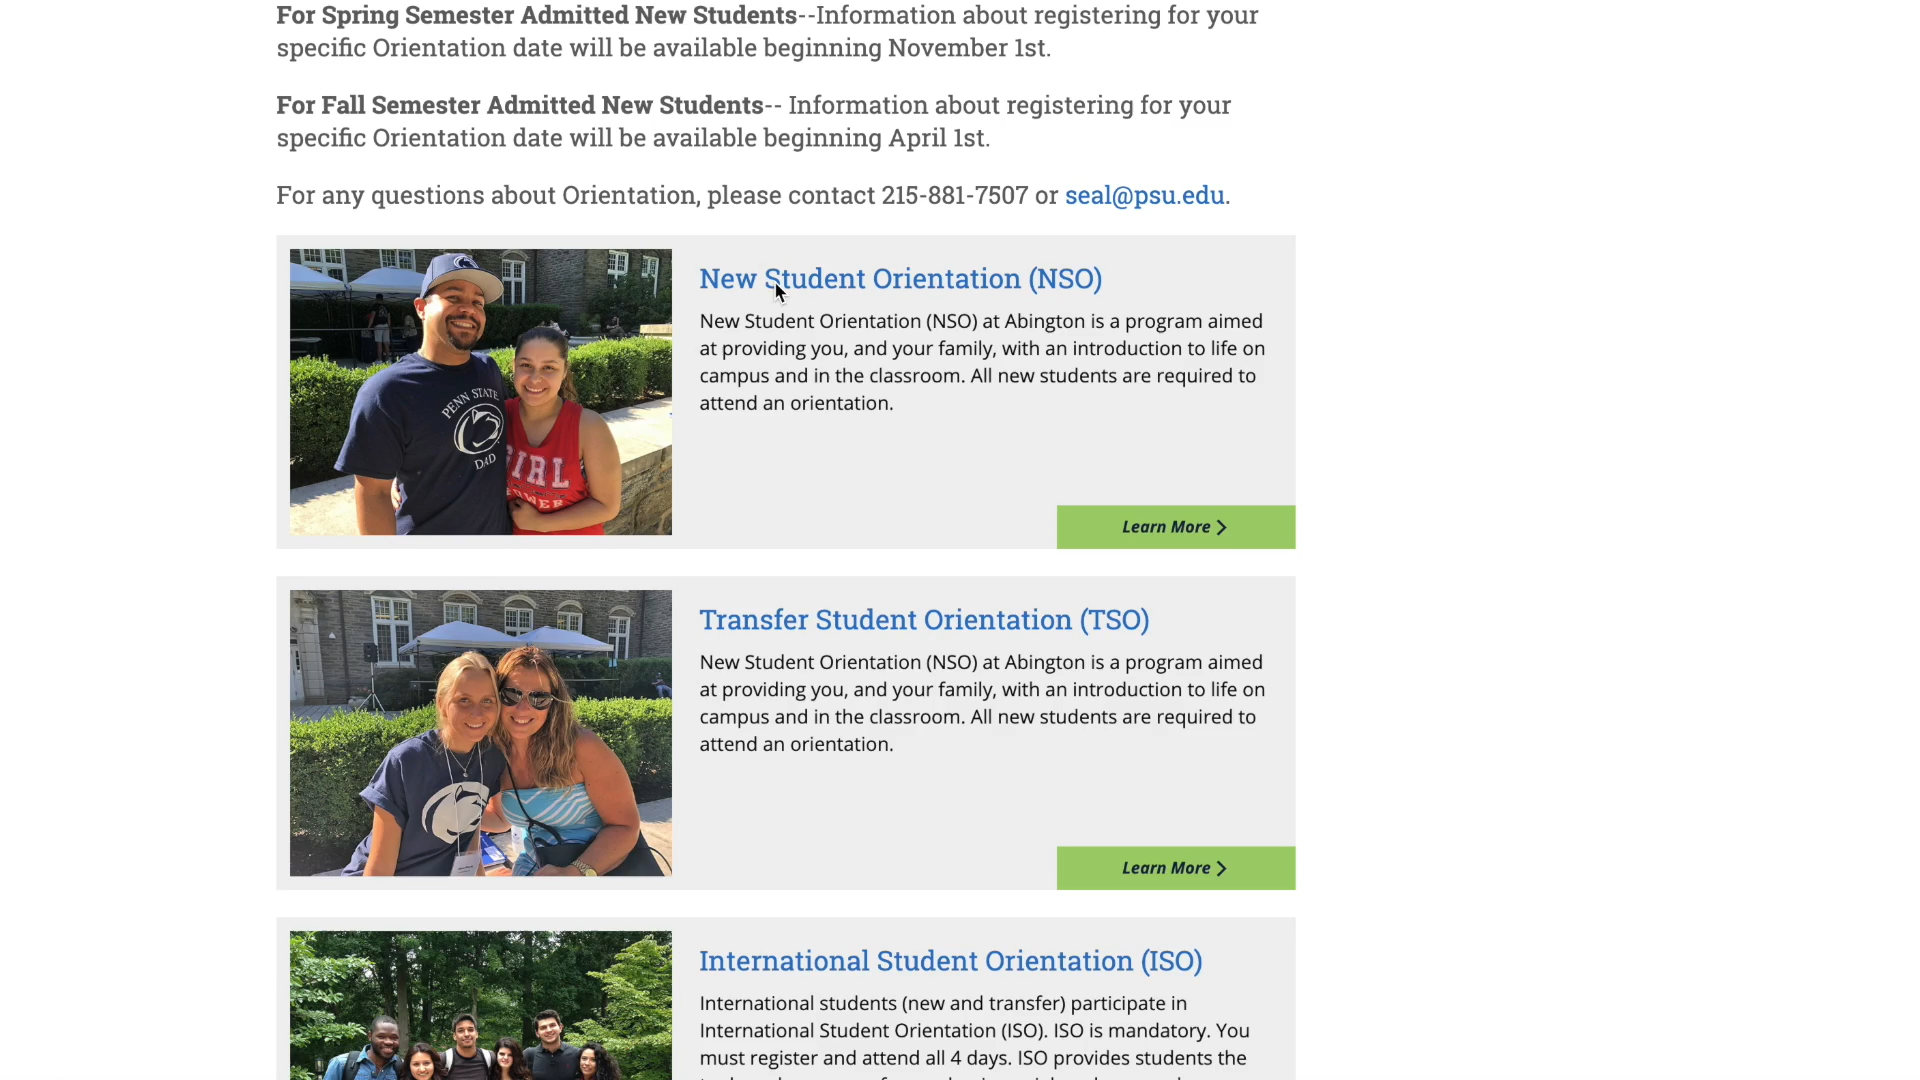 For Spring Semester Admitted New Students--Information about registering for your
specific Orientation date will be available beginning November 1st.
For Fall Semester Admitted New Students-- Information about registering for your
specific Orientation date will be available beginning April 1st.
For any questions about Orientation, please contact 215-881-7507 or seal@psu.edu.
PENN STATE
DAD
GIRL
POWER
New Student Orientation (NSO)
New Student Orientation (NSO) at Abington is a program aimed
at providing you, and your family, with an introduction to life on
campus and in the classroom. All new students are required to
attend an orientation.
Learn More
Transfer Student Orientation (TSO)
New Student Orientation (NSO) at Abington is a program aimed
at providing you, and your family, with an introduction to life on
campus and in the classroom. All new students are required to
attend an orientation.
Learn More
International Student Orientation (ISO)
International students (new and transfer) participate in
International Student Orientation (ISO). ISO is mandatory. You
must register and attend all 4 days. ISO provides students the